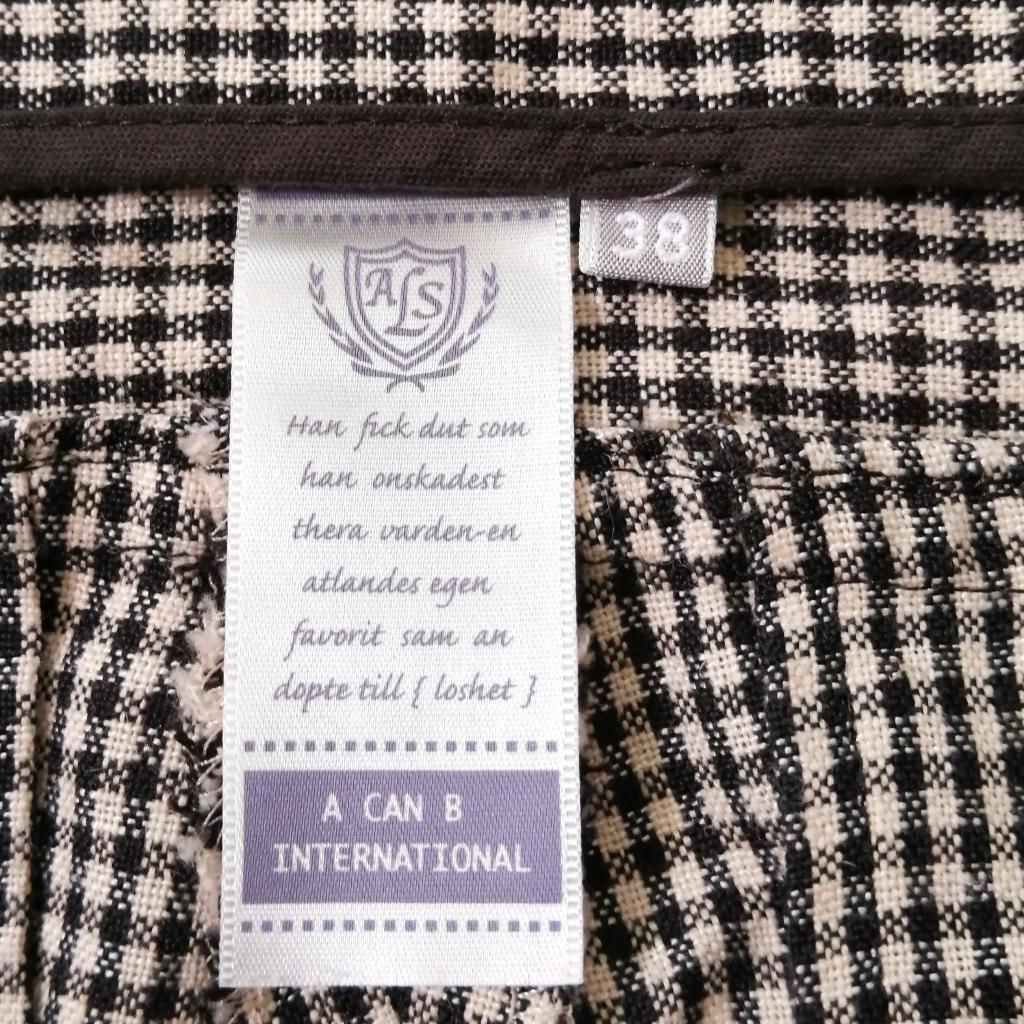 ALS
38
Han fick dut som
han onskadest
thera varden-en
atlandes egen
favorit sam an
dopte till { loshet }
A CAN B
INTERNATIONAL